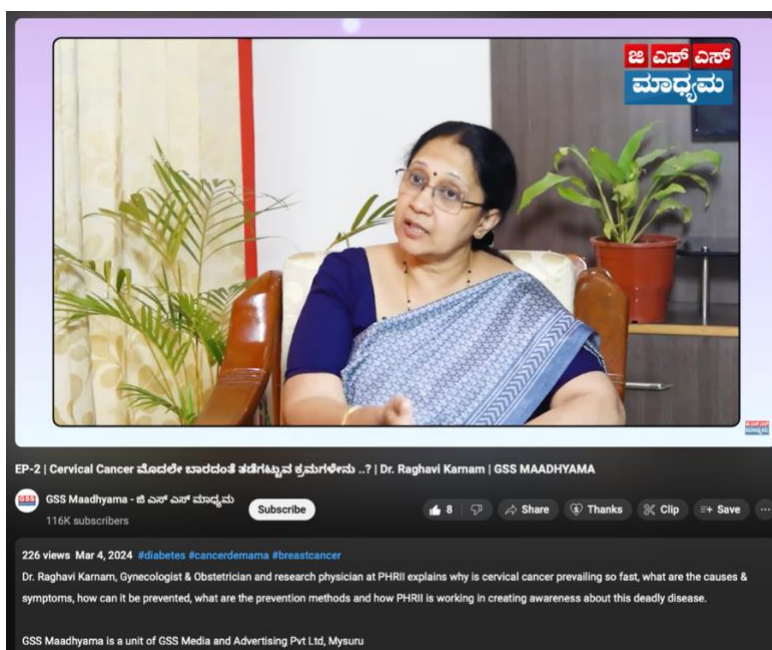 ಜಿ ಎಸ್ ಎಸ್
ಮಾಧ್ಯಮ
EP-2 | Cervical Cancer ಮೊದಲೇ ಬಾರದಂತೆ ತಡೆಗಟ್ಟುವ ಕ್ರಮಗಳೇನು ..? | Dr. Raghavi Karnam | GSS MAADHYAMA
GSS
GSS Maadhyama - ಜಿ ಎಸ್ ಎಸ್ ಮಾಧ್ಯಮ
116K subscribers
Subscribe
8
Share
Thanks
Clip
Save
226 views Mar 4, 2024 #diabetes #cancerdemama #breastcancer
Dr. Raghavi Karnam, Gynecologist & Obstetrician and research physician at PHRII explains why is cervical cancer prevailing so fast, what are the causes &
symptoms, how can it be prevented, what are the prevention methods and how PHRII is working in creating awareness about this deadly disease.
GSS Maadhyama is a unit of GSS Media and Advertising Pvt Ltd, Mysuru